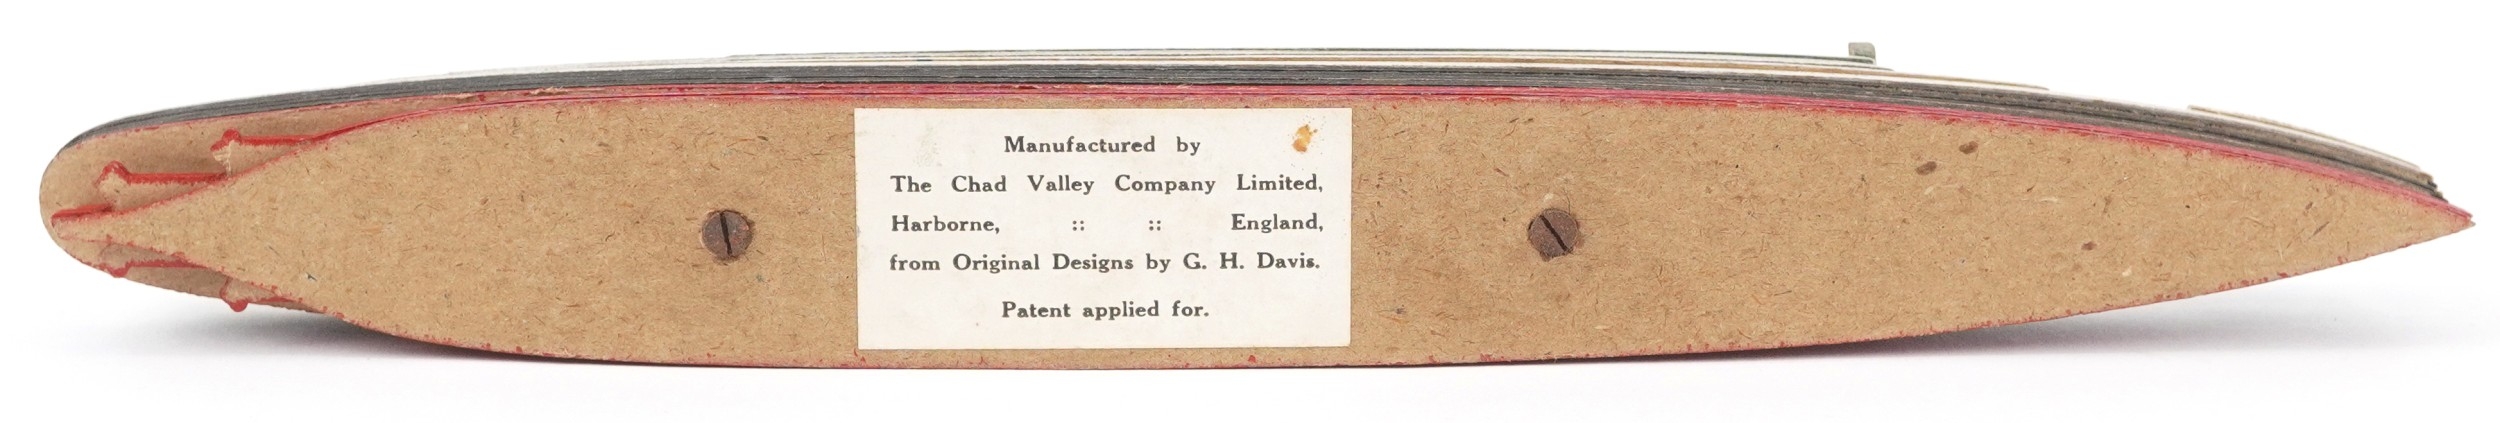 Manufactured by
The Chad Valley Company Limited,
Harborne, :: :: England,
from Original Designs by G. H. Davis.
Patent applied for.